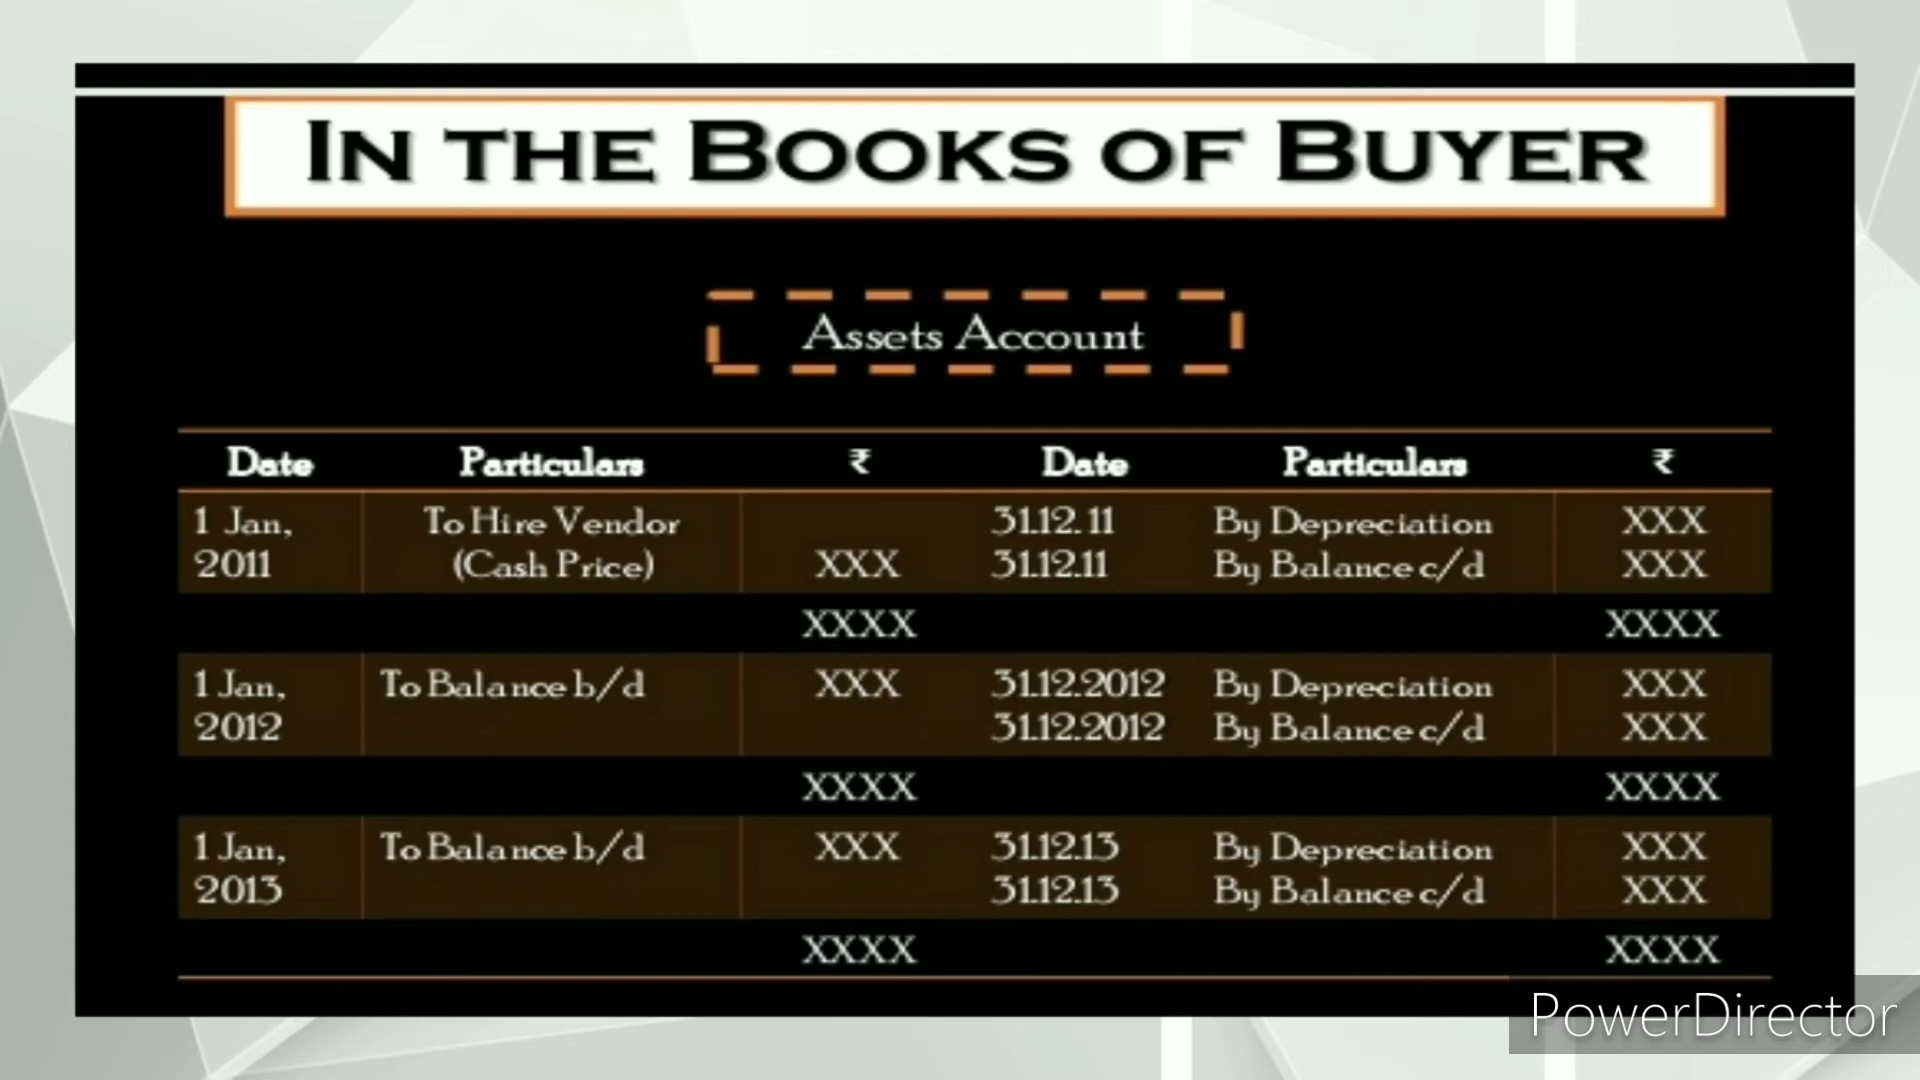 IN THE BOOKS OF BUYER
Assets Account
Date Particulars ₹ Date Particulars ₹
1 Jan, To Hire Vendor 31.12. 11 By Depreciation XXX
2011 (Cash Price) XXX 31.12.11 By Balance c/d XXX
XXXX XXXX
1 Jan, To Balance b/d XXX 31.12.2012 By Depreciation XXX
2012 31.12.2012 By Balance c/d XXX
XXXX XXXX
1 Jan, To Balance b/d XXX 31.12.13 By Depreciation XXX
2013 31.12.13 By Balance c/d XXX
XXXX XXXX
PowerDirector